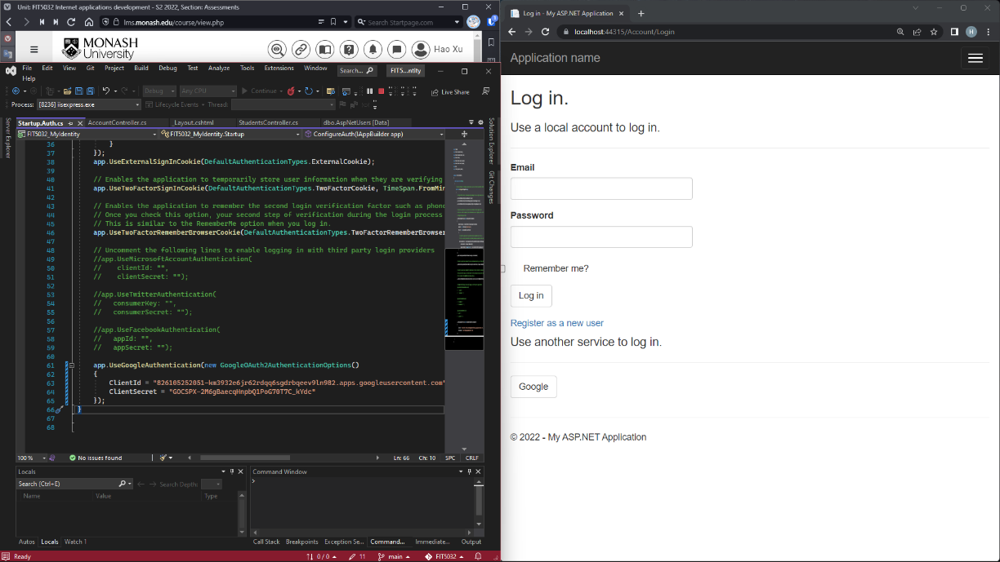 Unit: FIT5032 Internet applications development - S2 2022, Section: Assessments
lms.monash.edu/course/view.php
Search Startpage.com
3
MONASH
University
Hao Xu
File Edit View Git Project Build Debug Test Analyze Tools Extensions Window
Help
Search...
FIT5...ntity
Debug
Any CPU
Continue
Live Share
Process: [8236] iisexpress.exe
Lifecycle Events
Thread:
Server Explorer
Startup.Auth.cs
AccountController.cs
_Layout.cshtml
StudentsController.cs
dbo.AspNetUsers [Data]
FIT5032_MyIdentity
FIT5032_MyIdentity.Startup
ConfigureAuth(IAppBuilder app)
Solution Explorer
Git Changes
36 }
37 });
38 app.UseExternalSignInCookie(DefaultAuthenticationTypes.ExternalCookie);
39
40 // Enables the application to temporarily store user information when they are verifying
41 app.UseTwoFactorSignInCookie(DefaultAuthenticationTypes.TwoFactorCookie, TimeSpan.FromMin
42
43 // Enables the application to remember the second login verification factor such as phon
44 // Once you check this option, your second step of verification during the login process
45 // This is similar to the RememberMe option when you log in.
46 app.UseTwoFactorRememberBrowserCookie(DefaultAuthenticationTypes.TwoFactorRememberBrowser
47
48 // Uncomment the following lines to enable logging in with third party login providers
49 //app.UseMicrosoftAccountAuthentication(
50 // clientId: "",
51 // clientSecret: "");
52
53 //app.UseTwitterAuthentication(
54 // consumerKey: "",
55 // consumerSecret: "");
56
57 //app.UseFacebookAuthentication(
58 // appId: "",
59 // appSecret: "");
60
61 app.UseGoogleAuthentication(new GoogleOAuth2AuthenticationOptions()
62 {
63 ClientId = "826105252051-km3932e6jr62rdqq6sgdrbqeev9ln982.apps.googleusercontent.com"
64 ClientSecret = "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"
65 });
66 }
67
68
100 %
No issues found
Ln: 66 Ch: 10 SPC CRLF
Locals
Search (Ctrl+E)
Search Depth:
Name Value Type
Autos Locals Watch 1
Command Window
>
Call Stack Breakpoints Exception Se... Command... Immediate... Output
Ready
0 / 0
11
main
FIT5032
Log in - My ASP.NET Application
localhost:44315/Account/Login
H
Application name
Log in.
Use a local account to log in.
Email
Password
Remember me?
Log in
Register as a new user
Use another service to log in.
Google
© 2022 - My ASP.NET Application